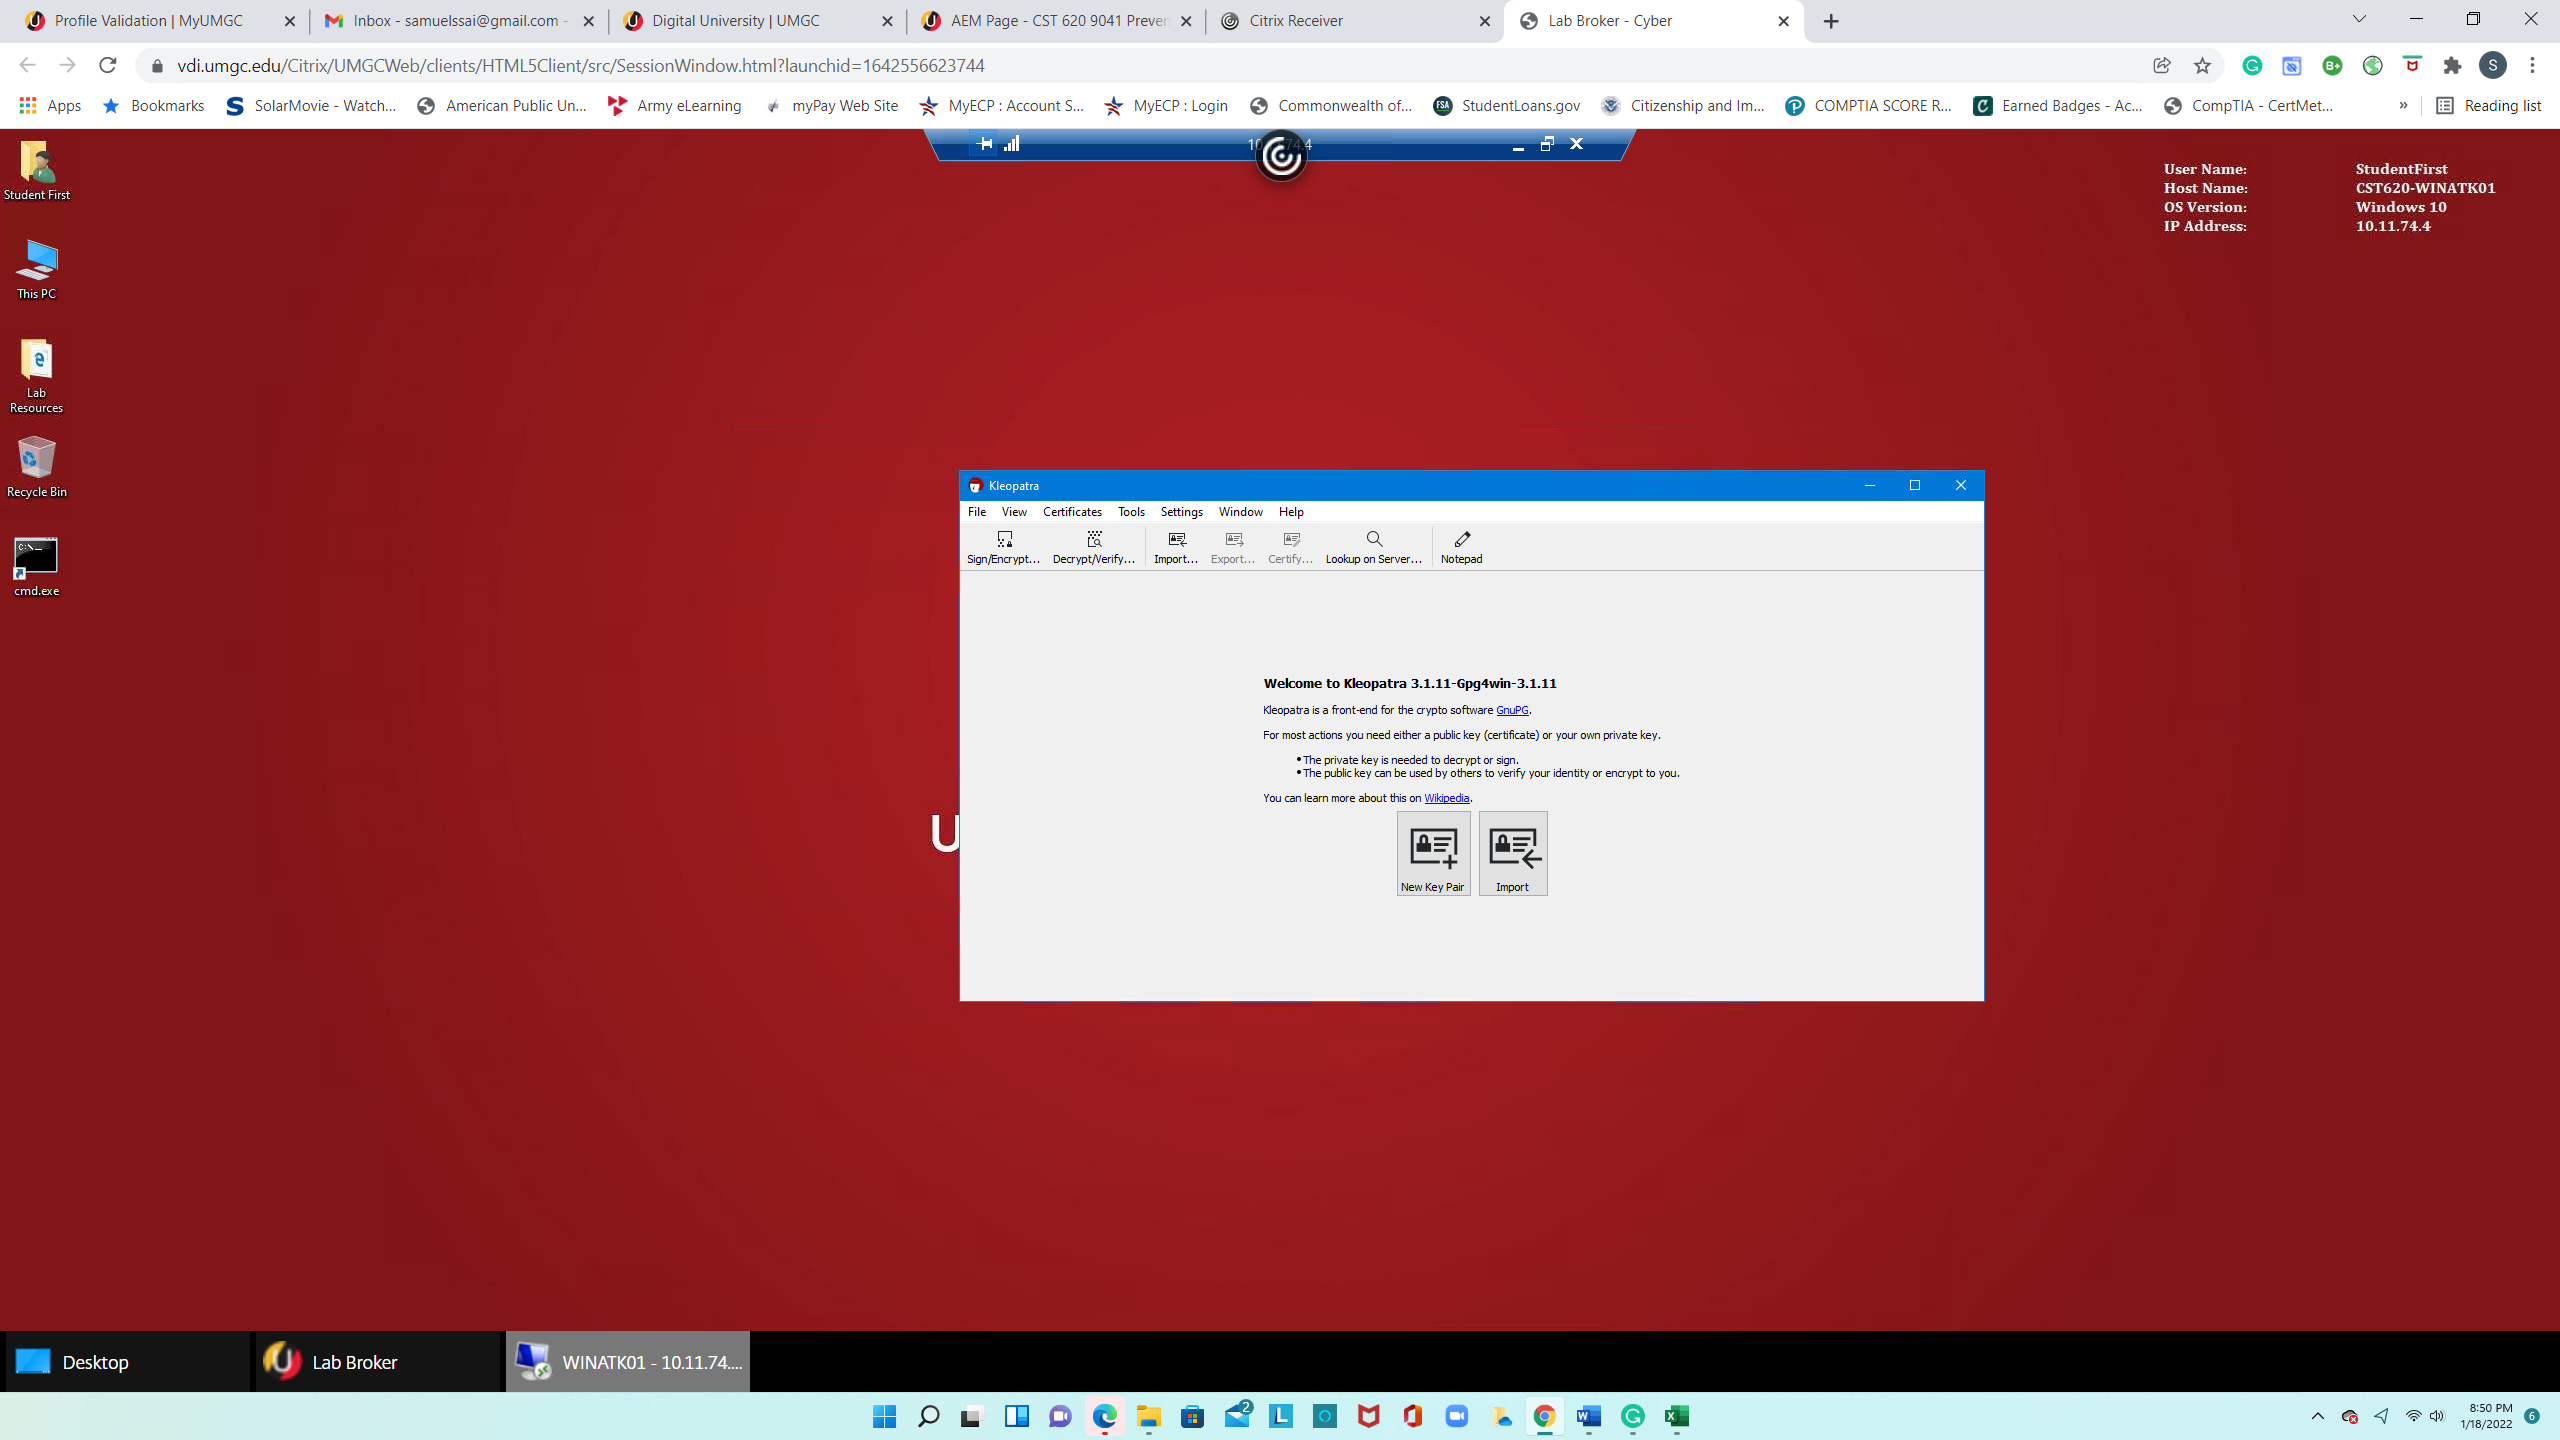 Profile Validation | MyUMGC
Inbox - samuelssai@gmail.com -
Digital University | UMGC
AEM Page - CST 620 9041 Preven
Citrix Receiver
Lab Broker - Cyber
vdi.umgc.edu/Citrix/UMGCWeb/clients/HTML5Client/src/SessionWindow.html?launchid=1642556623744
Apps
Bookmarks
SolarMovie - Watch...
American Public Un...
Army eLearning
myPay Web Site
MyECP : Account S...
MyECP : Login
Commonwealth of...
StudentLoans.gov
Citizenship and Im...
COMPTIA SCORE R...
Earned Badges - Ac...
CompTIA - CertMet...
»
Reading list
Student First
This PC
Lab
Resources
Recycle Bin
cmd.exe
User Name: StudentFirst
Host Name: CST620-WINATK01
OS Version: Windows 10
IP Address: 10.11.74.4
Kleopatra
File View Certificates Tools Settings Window Help
Sign/Encrypt... Decrypt/Verify... Import... Export... Certify... Lookup on Server... Notepad
Welcome to Kleopatra 3.1.11-Gpg4win-3.1.11
Kleopatra is a front-end for the crypto software GnuPG.
For most actions you need either a public key (certificate) or your own private key.
•The private key is needed to decrypt or sign.
•The public key can be used by others to verify your identity or encrypt to you.
You can learn more about this on Wikipedia.
New Key Pair Import
U
Desktop
Lab Broker
WINATK01 - 10.11.74....
2
8:50 PM
1/18/2022
6